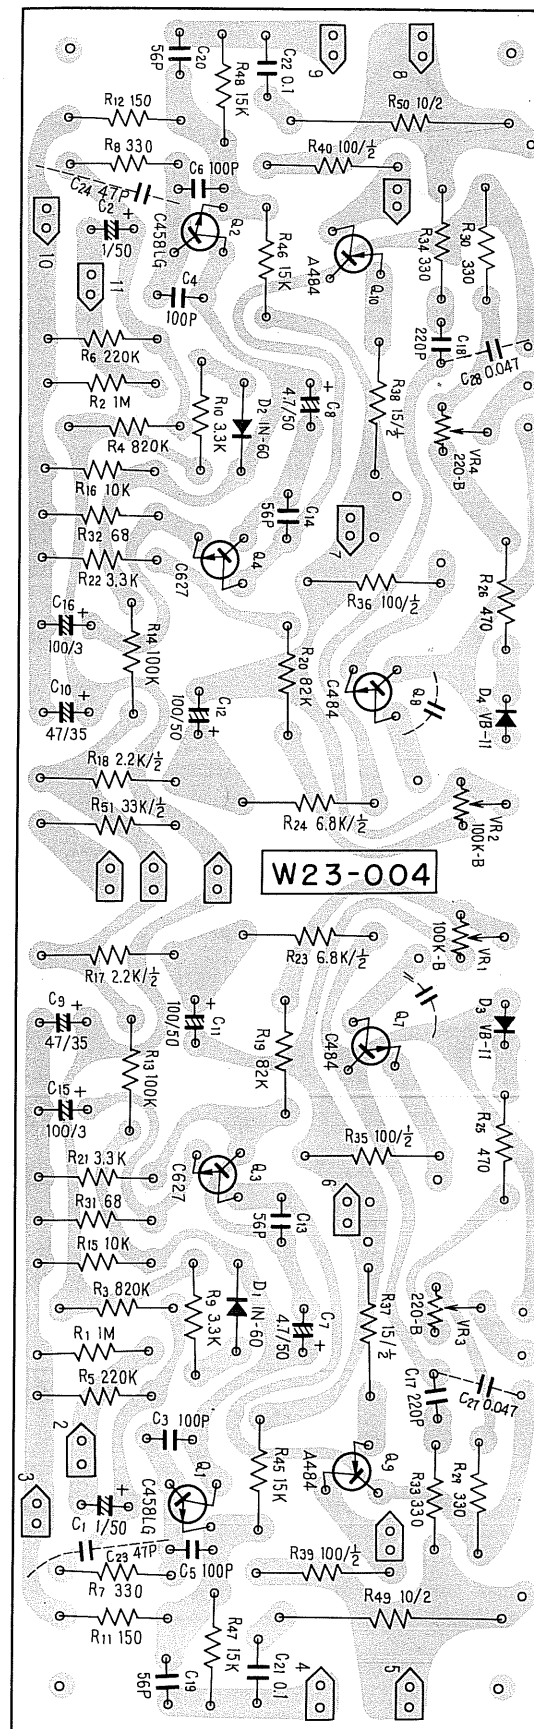 C20
56P
R48 15K
C22 0.1
9
8
R12 150
R50 10/2
R8 330
R40 100/½
C24 47P
C6 100P
C2 +
1/50
10
11
Q2
C458LG
R46 15K
A484
Q10
R34 330
R30 330
C4
100P
C18
220P
C28 0.047
R6 220K
R2 1M
R10 3.3K
D2 IN-60
+ C8
4.7/50
R38 15/½
VR4
220-B
R4 820K
R16 10K
C14
56P
7
R32 68
R22 3.3K
Q4
C627
R36 100/½
R26 470
C16 +
100/3
R14 100K
R20 82K
C484
Q8
D4 VB-11
C10 +
47/35
C12
100/50
+
R18 2.2K/½
R51 33K/½
R24 6.8K/½
VR2
100K-B
W23-004
R17 2.2K/½
R23 6.8K/½
VR1
100K-B
C9 +
47/35
+ C11
100/50
R13 100K
R19 82K
Q7
C484
D3 VB-11
C15 +
100/3
R25 470
R21 3.3K
C627
Q3
R35 100/½
R31 68
C13
56P
6
R15 10K
R3 820K
R9 3.3K
D1 IN-60
C7
4.7/50
+
R37 15/½
220-B
VR3
R1 1M
R5 220K
C17 220P
C27 0.047
2
C3 100P
3
Q1
C458LG
R45 15K
A484
Q9
R33 330
R29 330
+
C1 1/50
C23 47P
C5 100P
R39 100/½
R7 330
R49 10/2
R11 150
R47 15K
C19
56P
C21 0.1
4
5